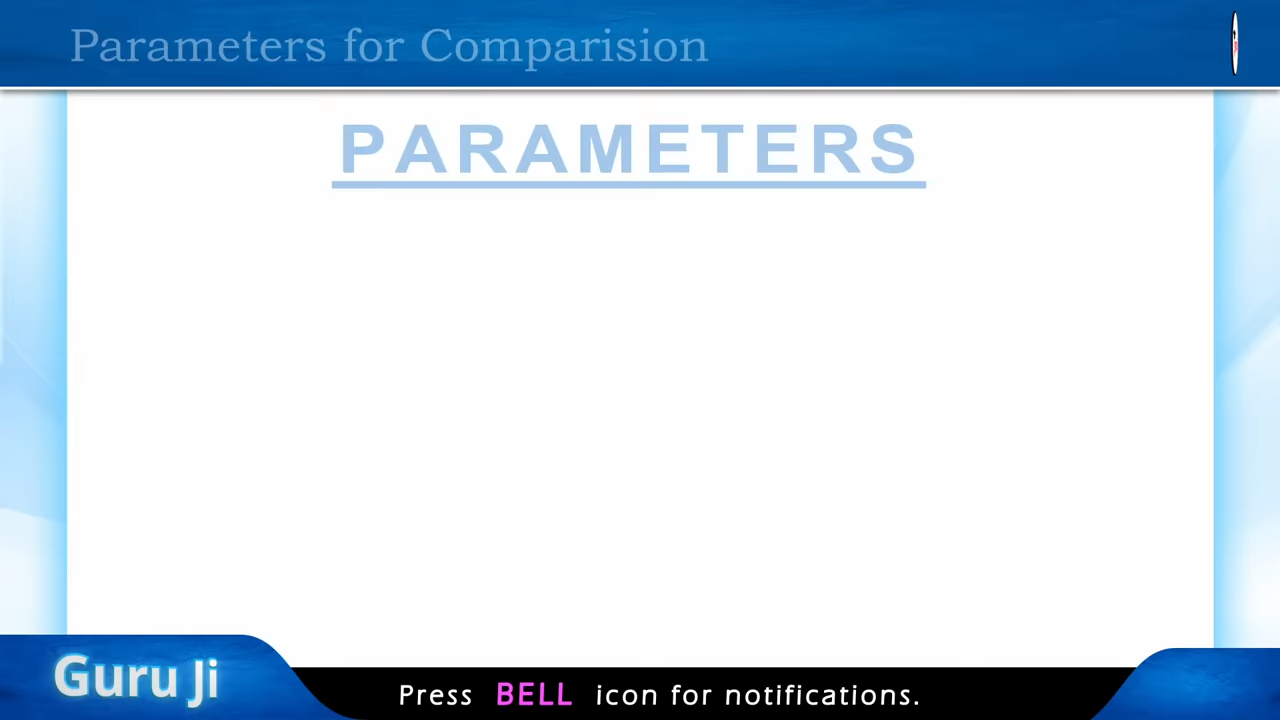 Parameters for Comparision
PARAMETERS
Guru Ji
Press BELL icon for notifications.